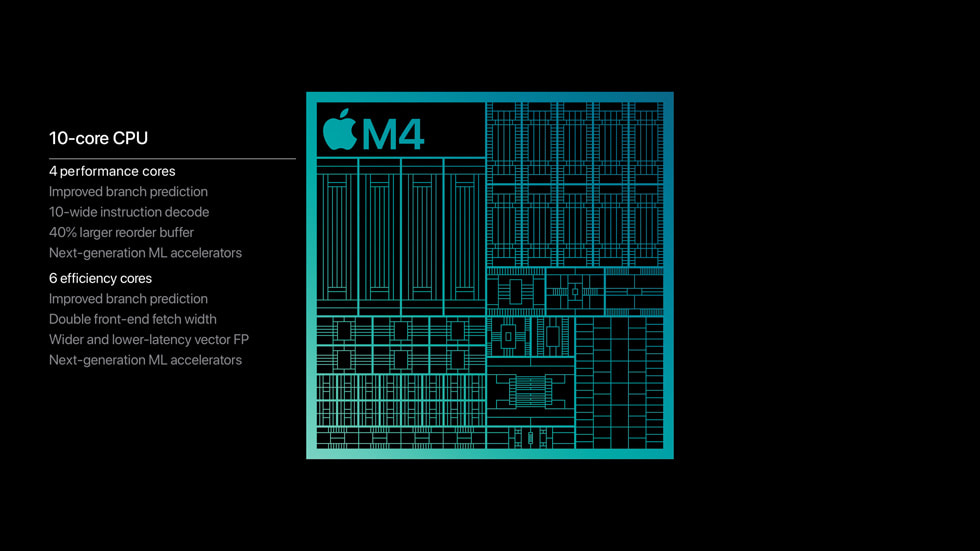 10-core CPU
4 performance cores
Improved branch prediction
10-wide instruction decode
40% larger reorder buffer
Next-generation ML accelerators
6 efficiency cores
Improved branch prediction
Double front-end fetch width
Wider and lower-latency vector FP
Next-generation ML accelerators
M4